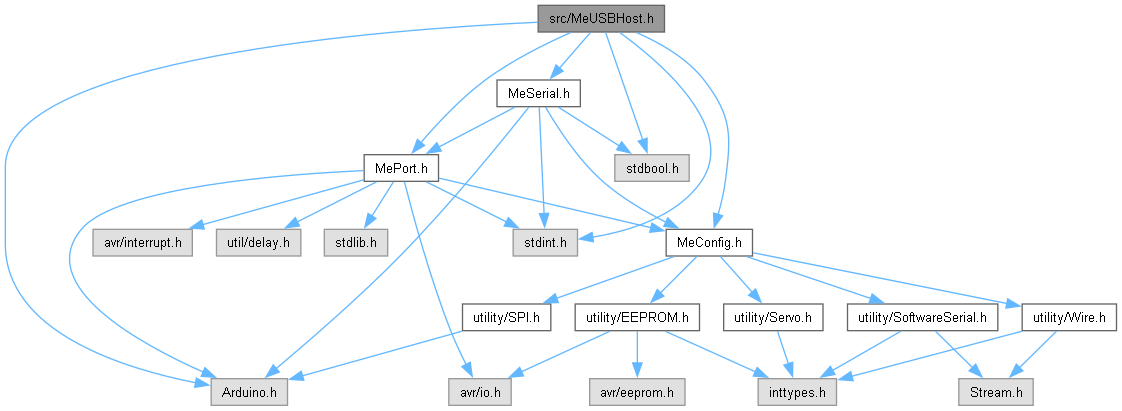 src/MeUSBHost.h
MeSerial.h
MePort.h
stdbool.h
avr/interrupt.h
util/delay.h
stdlib.h
stdint.h
MeConfig.h
utility/SPI.h
utility/EEPROM.h
utility/Servo.h
utility/SoftwareSerial.h
utility/Wire.h
Arduino.h
avr/io.h
avr/eeprom.h
inttypes.h
Stream.h